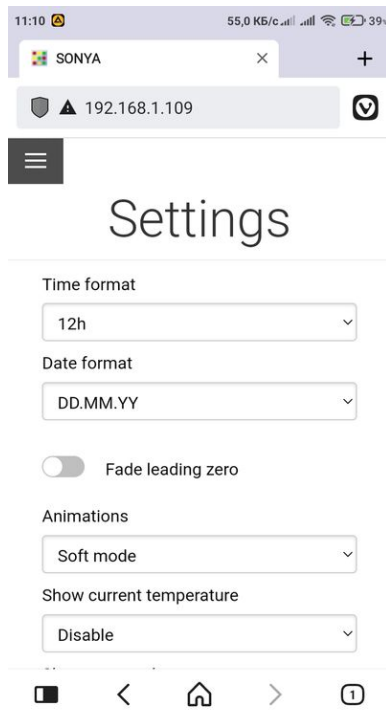 11:10 55,0 КБ/с 39
SONYA
192.168.1.109
Settings
Time format
12h
Date format
DD.MM.YY
Fade leading zero
Animations
Soft mode
Show current temperature
Disable
1